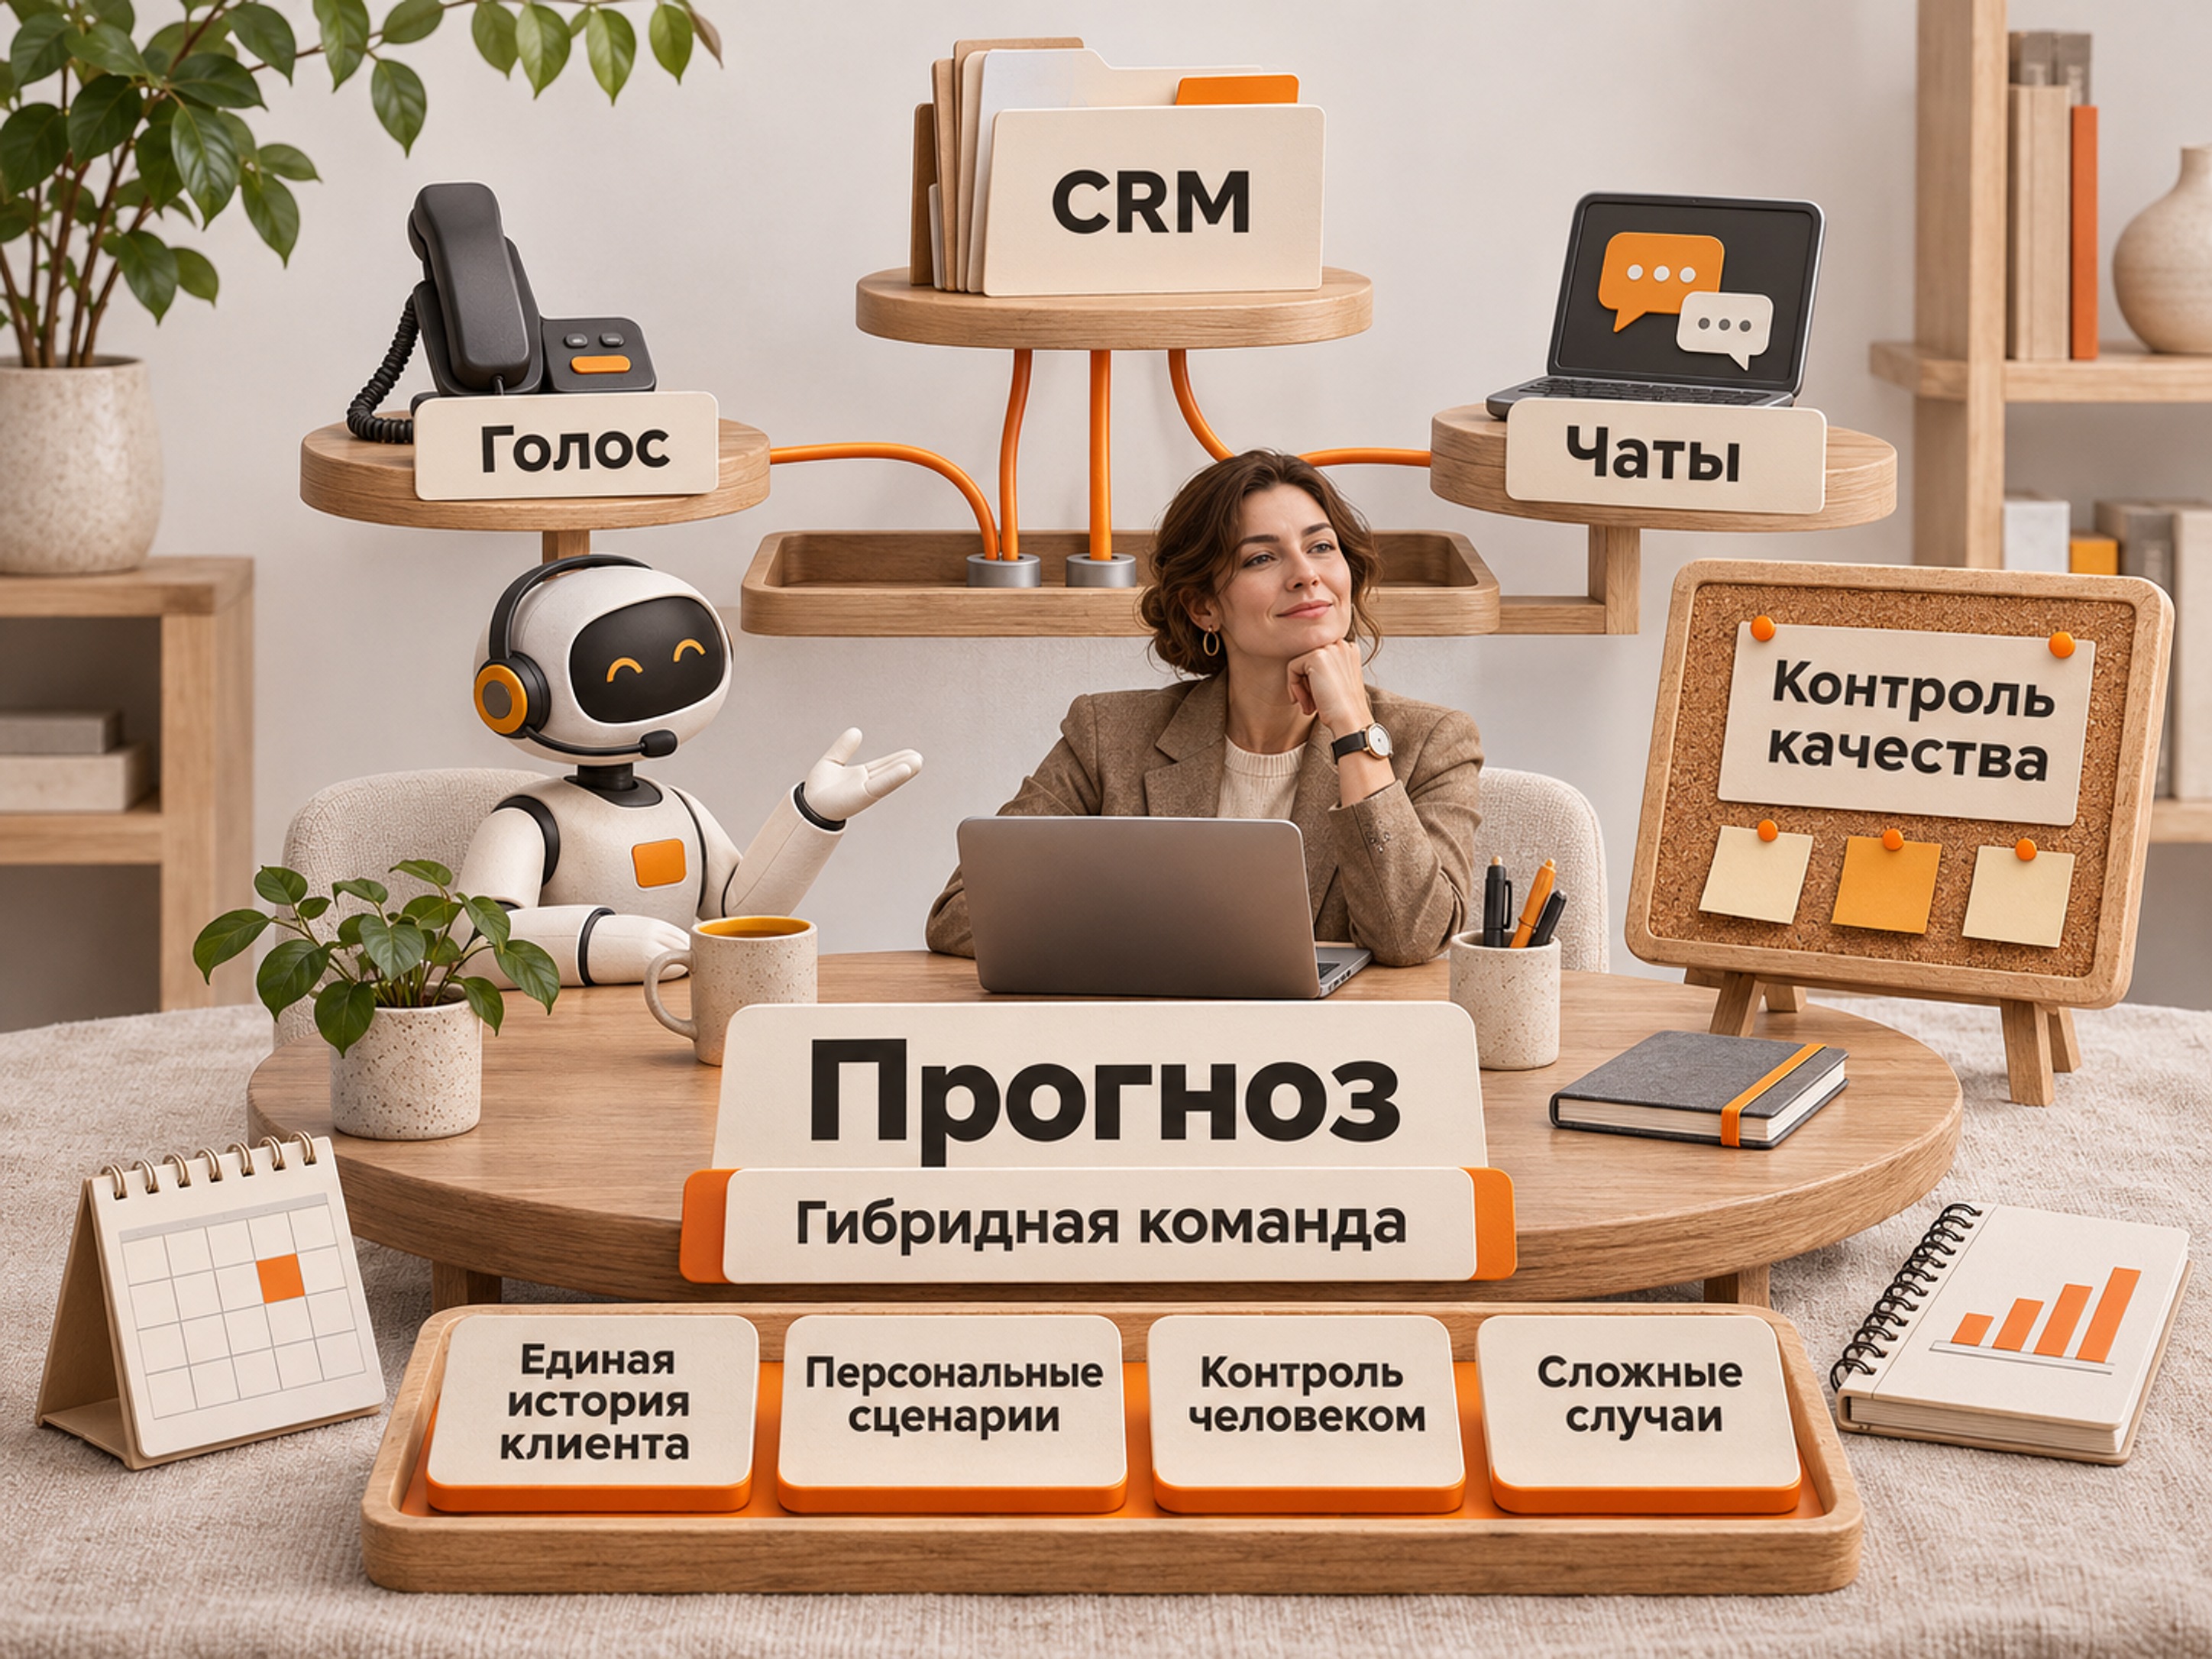 CRM
Голос
Чаты
Контроль
качества
Прогноз
Гибридная команда
Единая
история
клиента
Персональные
сценарии
Контроль
человеком
Сложные
случаи